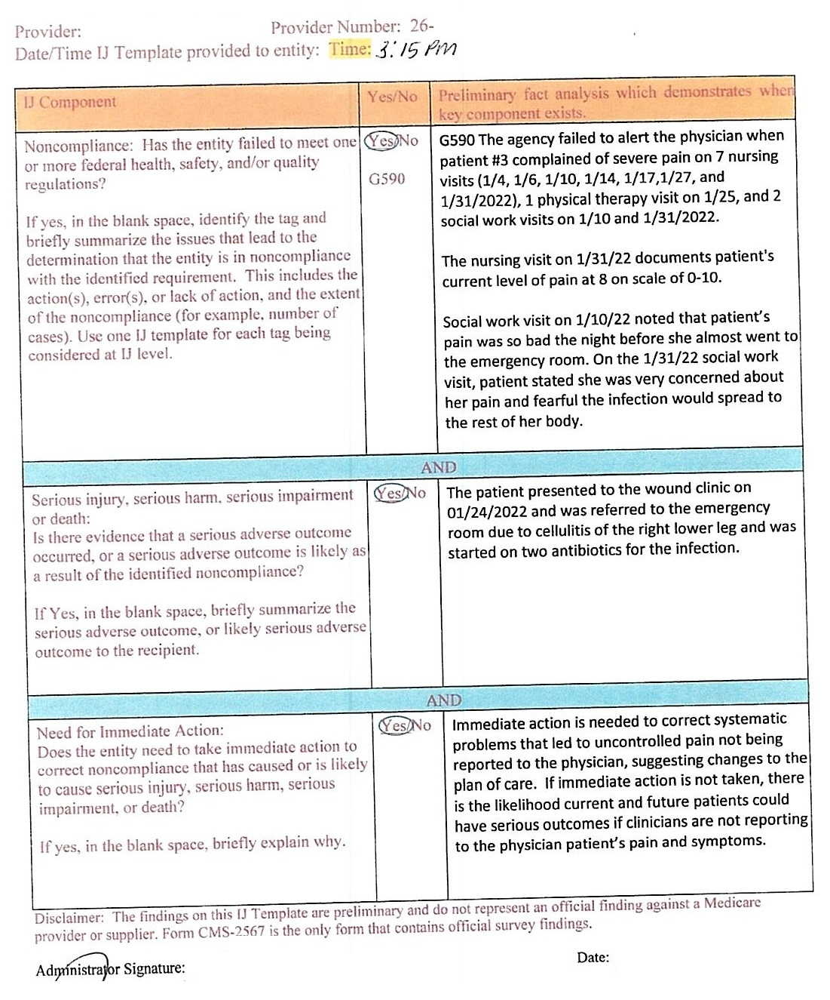 Provider: Provider Number: 26-
Date/Time IJ Template provided to entity: Time: 3:15 PM
IJ Component
Yes/No
Preliminary fact analysis which demonstrates when
key component exists.
Noncompliance: Has the entity failed to meet one
or more federal health, safety, and/or quality
regulations?
If yes, in the blank space, identify the tag and
briefly summarize the issues that lead to the
determination that the entity is in noncompliance
with the identified requirement. This includes the
action(s), error(s), or lack of action, and the extent
of the noncompliance (for example, number of
cases). Use one IJ template for each tag being
considered at IJ level.
Yes/No
G590
G590 The agency failed to alert the physician when
patient #3 complained of severe pain on 7 nursing
visits (1/4, 1/6, 1/10, 1/14, 1/17,1/27, and
1/31/2022), 1 physical therapy visit on 1/25, and 2
social work visits on 1/10 and 1/31/2022.
The nursing visit on 1/31/22 documents patient's
current level of pain at 8 on scale of 0-10.
Social work visit on 1/10/22 noted that patient's
pain was so bad the night before she almost went to
the emergency room. On the 1/31/22 social work
visit, patient stated she was very concerned about
her pain and fearful the infection would spread to
the rest of her body.
AND
Serious injury, serious harm, serious impairment
or death:
Is there evidence that a serious adverse outcome
occurred, or a serious adverse outcome is likely as
a result of the identified noncompliance?
If Yes, in the blank space, briefly summarize the
serious adverse outcome, or likely serious adverse
outcome to the recipient.
Yes/No
The patient presented to the wound clinic on
01/24/2022 and was referred to the emergency
room due to cellulitis of the right lower leg and was
started on two antibiotics for the infection.
AND
Need for Immediate Action:
Does the entity need to take immediate action to
correct noncompliance that has caused or is likely
to cause serious injury, serious harm, serious
impairment, or death?
If yes, in the blank space, briefly explain why.
Yes/No
Immediate action is needed to correct systematic
problems that led to uncontrolled pain not being
reported to the physician, suggesting changes to the
plan of care. If immediate action is not taken, there
is the likelihood current and future patients could
have serious outcomes if clinicians are not reporting
to the physician patient's pain and symptoms.
Disclaimer: The findings on this IJ Template are preliminary and do not represent an official finding against a Medicare
provider or supplier. Form CMS-2567 is the only form that contains official survey findings.
Administrator Signature: Date: